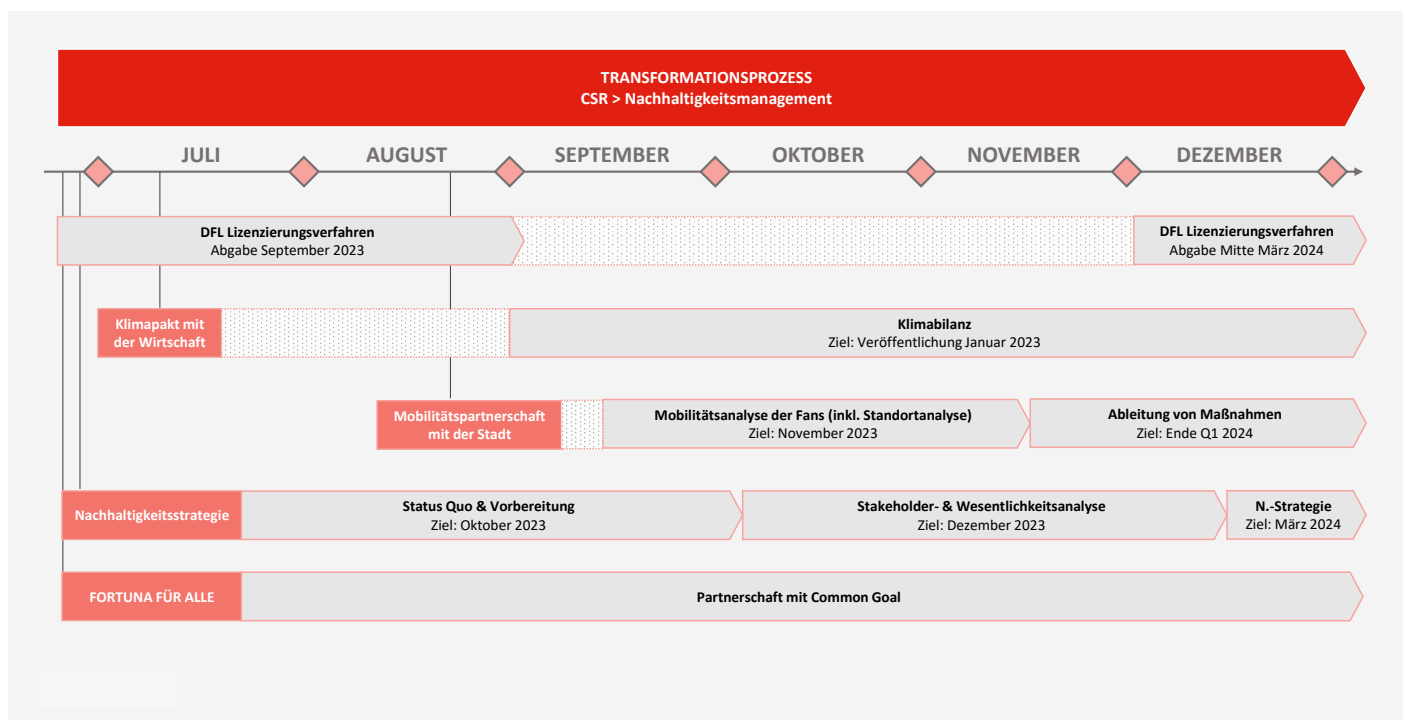 TRANSFORMATIONSPROZESS
CSR > Nachhaltigkeitsmanagement
JULI
AUGUST
SEPTEMBER
OKTOBER
NOVEMBER
DEZEMBER
DFL Lizenzierungsverfahren
Abgabe September 2023
DFL Lizenzierungsverfahren
Abgabe Mitte März 2024
Klimapakt mit
der Wirtschaft
Klimabilanz
Ziel: Veröffentlichung Januar 2023
Mobilitätspartnerschaft
mit der Stadt
Mobilitätsanalyse der Fans (inkl. Standortanalyse)
Ziel: November 2023
Ableitung von Maßnahmen
Ziel: Ende Q1 2024
Nachhaltigkeitsstrategie
Status Quo & Vorbereitung
Ziel: Oktober 2023
Stakeholder- & Wesentlichkeitsanalyse
Ziel: Dezember 2023
N.-Strategie
Ziel: März 2024
FORTUNA FÜR ALLE
Partnerschaft mit Common Goal